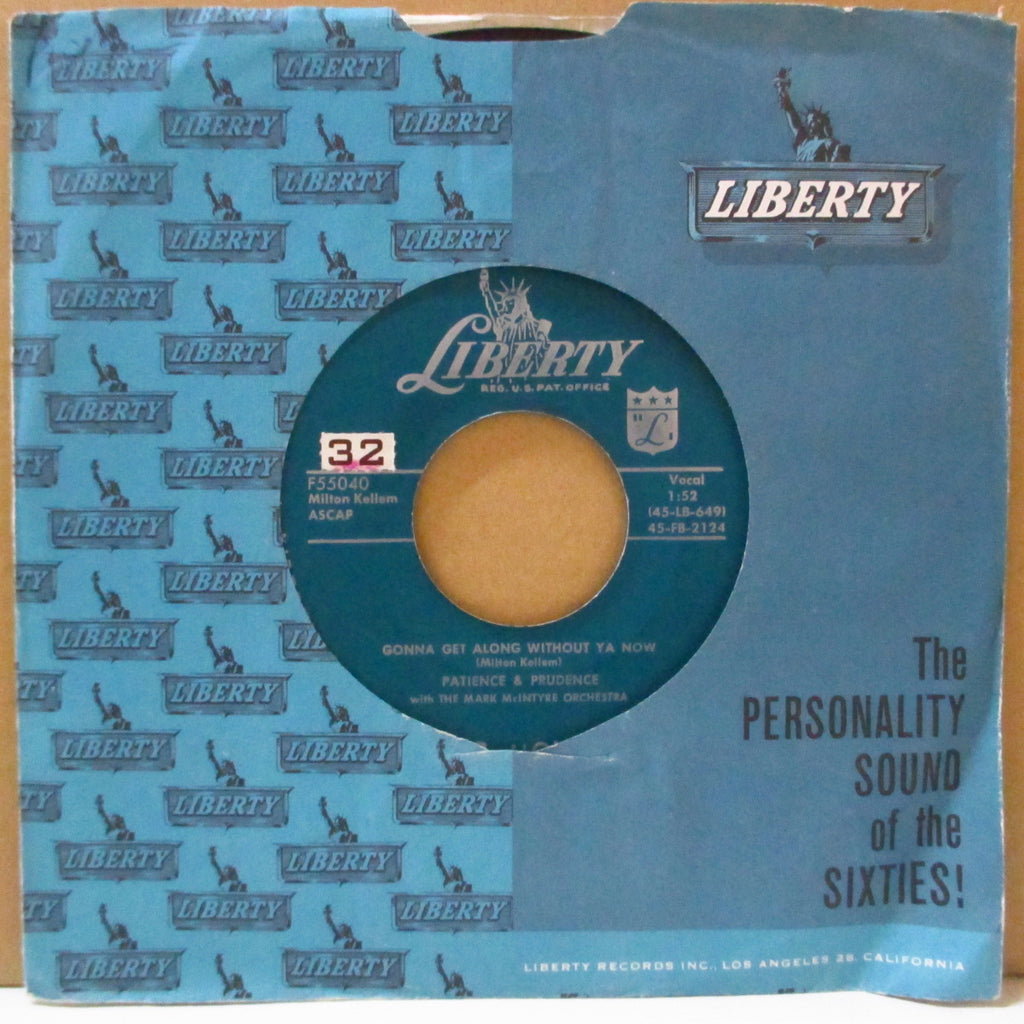 LIBERTY
LIBERTY
REG. U.S. PAT. OFFICE
"L"
32
F55040
Milton Kellem
ASCAP
Vocal
1:52
(45-LB-649)
45-FB-2124
GONNA GET ALONG WITHOUT YA NOW
(Milton Kellem)
PATIENCE & PRUDENCE
with THE MARK McINTYRE ORCHESTRA
The
PERSONALITY
SOUND
of the
SIXTIES!
LIBERTY RECORDS INC., LOS ANGELES 28, CALIFORNIA